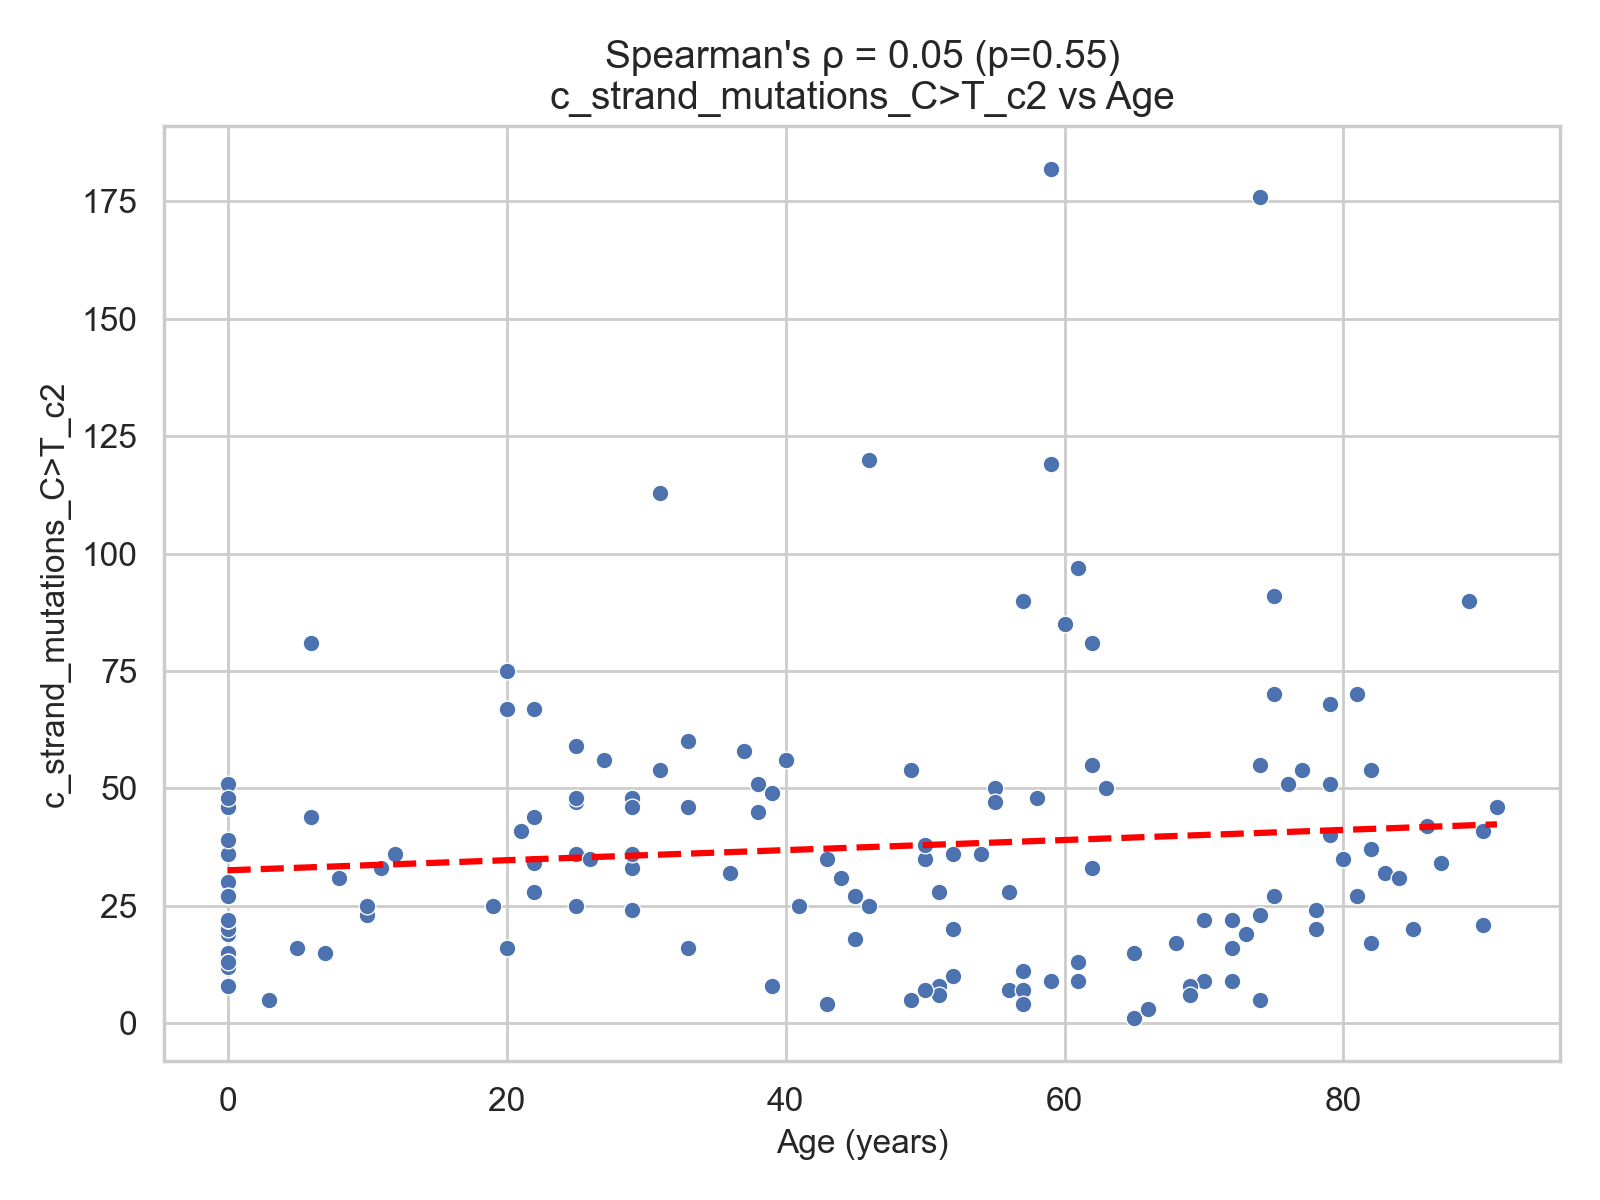 Spearman's ρ = 0.05 (p=0.55)
c_strand_mutations_C>T_c2 vs Age
175
150
125
100
75
50
25
0
c_strand_mutations_C>T_c2
0 20 40 60 80
Age (years)